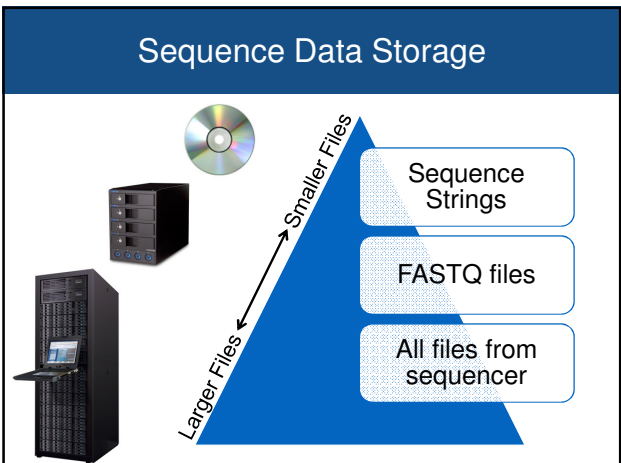 Sequence Data Storage
Smaller Files
Larger Files
Sequence
Strings
FASTQ files
All files from
sequencer